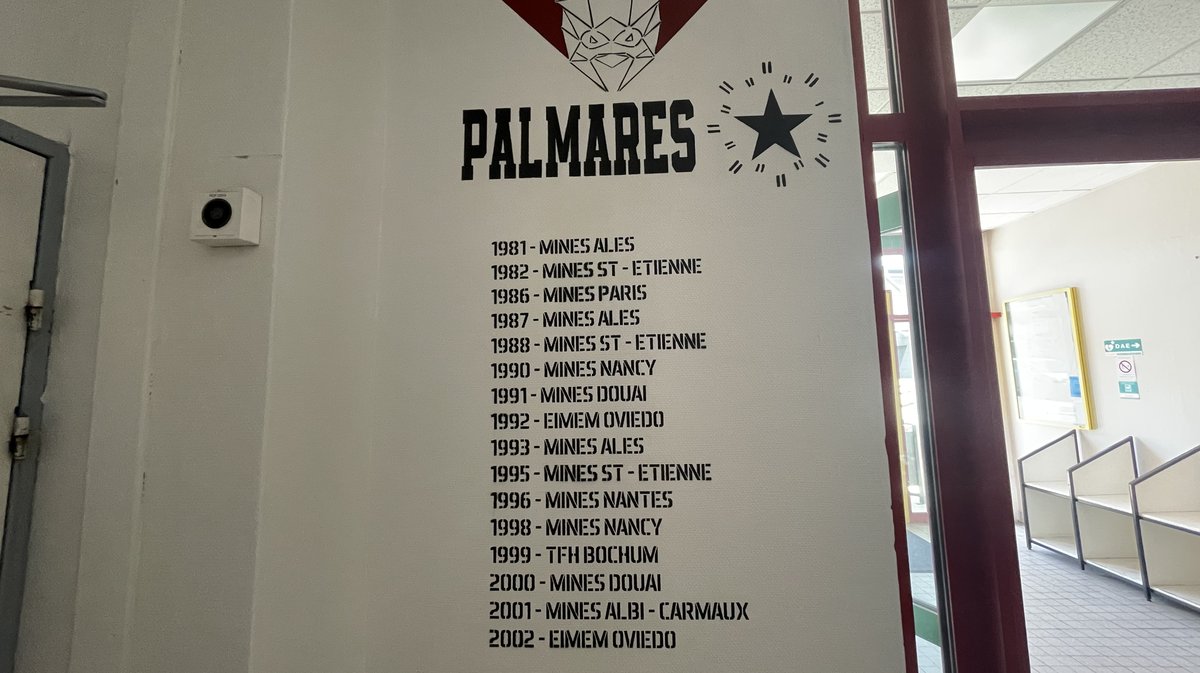 PALMARES
1981 - MINES ALES
1982 - MINES ST - ETIENNE
1986 - MINES PARIS
1987 - MINES ALES
1988 - MINES ST - ETIENNE
1990 - MINES NANCY
1991 - MINES DOUAI
1992 - EIMEM OVIEDO
1993 - MINES ALES
1995 - MINES ST - ETIENNE
1996 - MINES NANTES
1998 - MINES NANCY
1999 - TFH BOCHUM
2000 - MINES DOUAI
2001 - MINES ALBI - CARMAUX
2002 - EIMEM OVIEDO
DAE